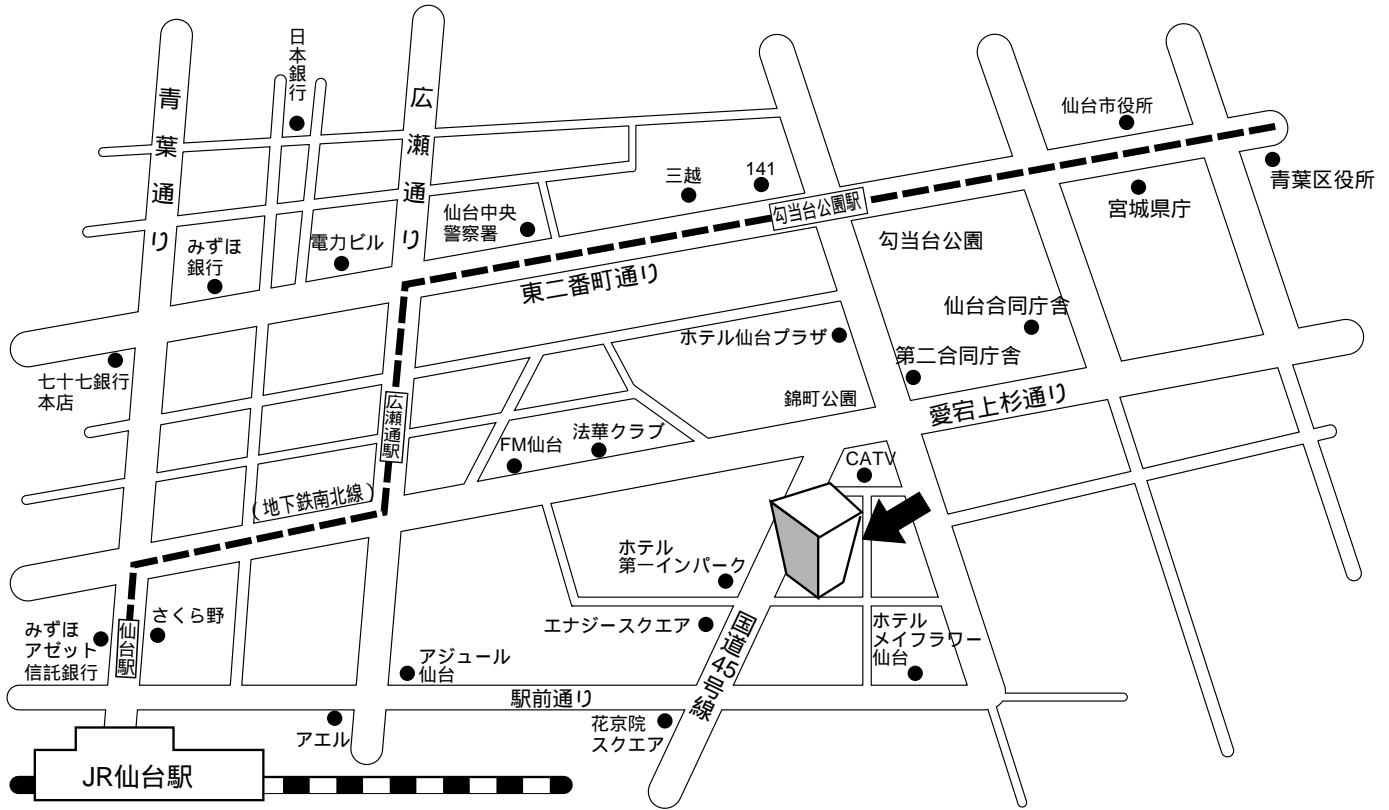 日本銀行
青葉通り
広瀬通り
仙台市役所
青葉区役所
宮城県庁
三越
141
勾当台公園駅
仙台中央
警察署
勾当台公園
みずほ
銀行
電力ビル
東二番町通り
仙台合同庁舎
ホテル仙台プラザ
第二合同庁舎
七十七銀行
本店
広瀬通駅
錦町公園
愛宕上杉通り
FM仙台
法華クラブ
CATV
(地下鉄南北線)
ホテル
第一インパーク
みずほ
アゼット
信託銀行
仙台駅
さくら野
エナジースクエア
国道45号線
ホテル
メイフラワー
仙台
アジュール
仙台
駅前通り
アエル
花京院
スクエア
JR仙台駅